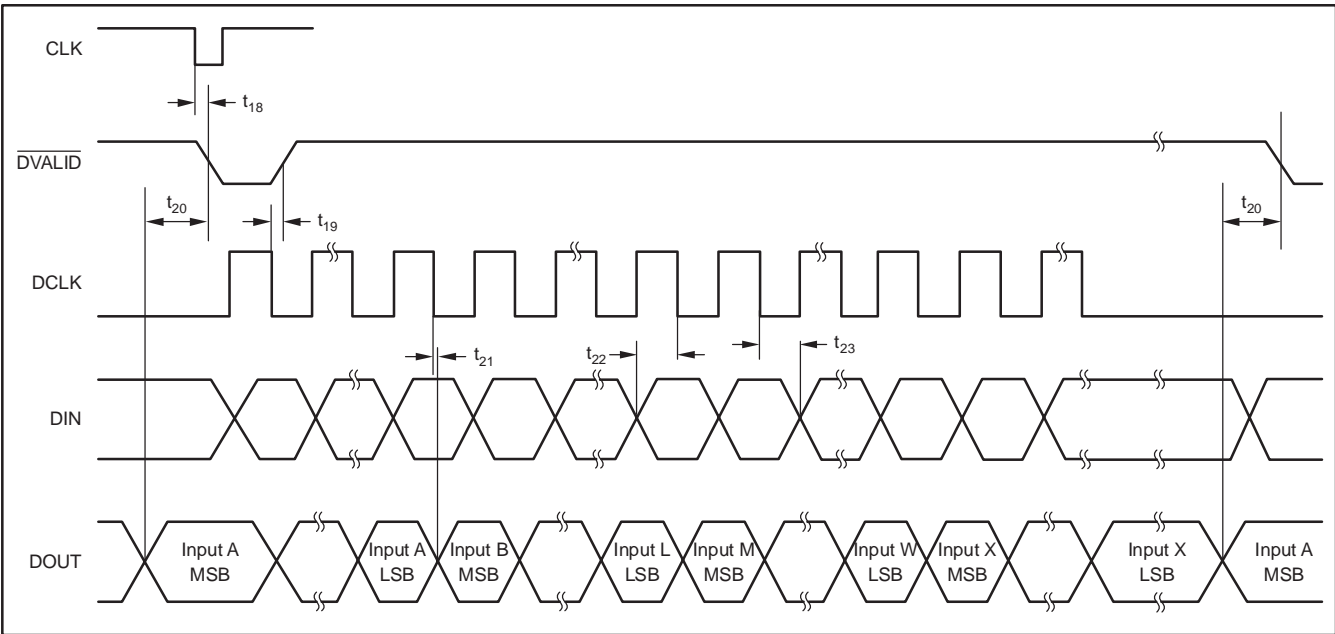 CLK
t18
DVALID
t20
t19
t20
DCLK
t21
t22
t23
DIN
DOUT
Input A
MSB
Input A
LSB
Input B
MSB
Input L
LSB
Input M
MSB
Input W
LSB
Input X
MSB
Input X
LSB
Input A
MSB